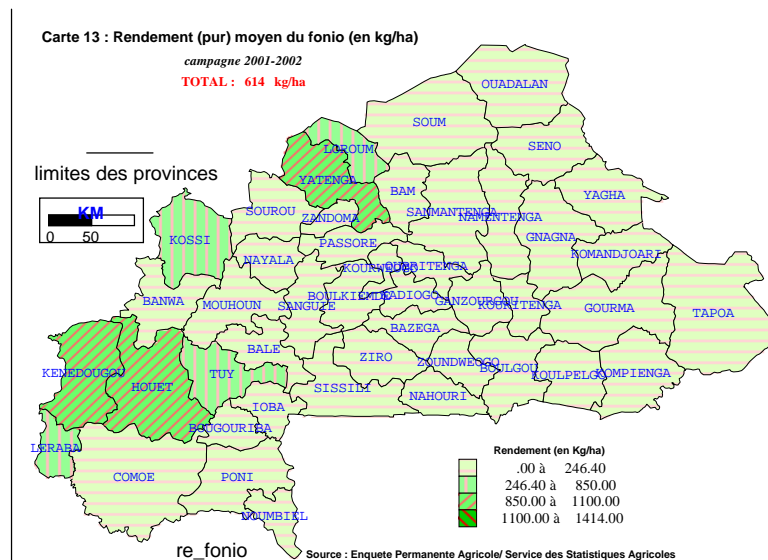 Carte 13 : Rendement (pur) moyen du fonio (en kg/ha)
campagne 2001-2002
TOTAL : 614 kg/ha
limites des provinces
KM
0 50
OUADALAN
SOUM
SENO
LOROUM
YATENGA
BAM
YAGHA
SOUROU
ZANDOMA
SANMANTENGA
NAMENTENGA
KOSSI
PASSORE
GNAGNA
NAYALA
KOMANDJOARI
KOURWEOGO
OUBRITENGA
BANWA
MOUHOUN
SANGUIE
BOULKIEMDE
KADIOGO
GANZOURGOU
KOURITENGA
GOURMA
TAPOA
BAZEGA
BALE
ZIRO
ZOUNDWEOGO
BOULGOU
KOULPELGO
KOMPIENGA
KENEDOUGOU
HOUET
TUY
SISSILI
NAHOURI
IOBA
BOUGOURIBA
LERABA
COMOE
PONI
NOUMBIEL
Rendement (en Kg/ha)
.00 à 246.40
246.40 à 850.00
850.00 à 1100.00
1100.00 à 1414.00
re_fonio
Source : Enquete Permanente Agricole/ Service des Statistiques Agricoles